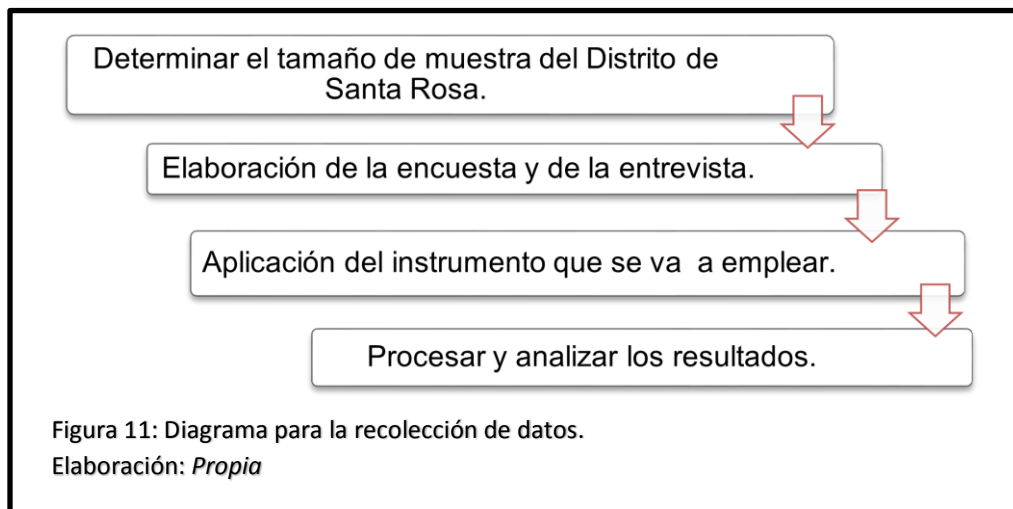 Determinar el tamaño de muestra del Distrito de
Santa Rosa.
Elaboración de la encuesta y de la entrevista.
Aplicación del instrumento que se va a emplear.
Procesar y analizar los resultados.
Figura 11: Diagrama para la recolección de datos.
Elaboración: Propia